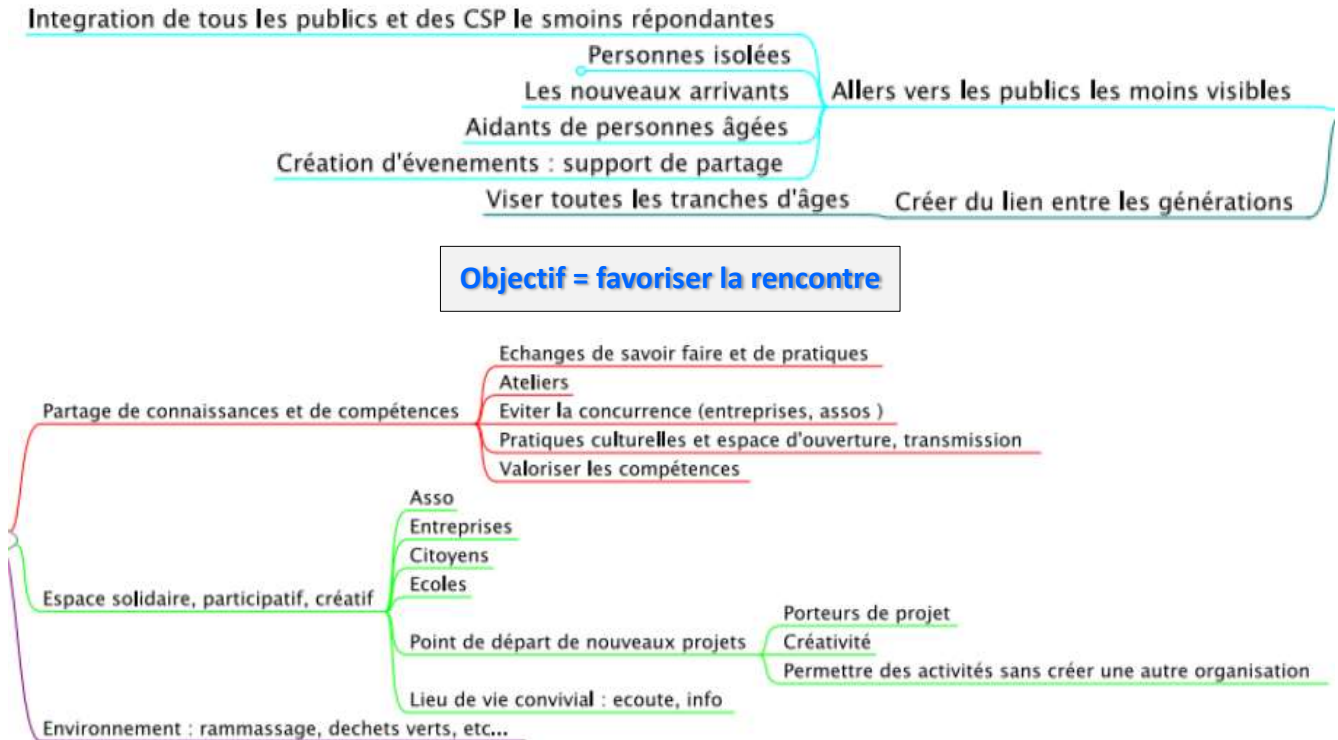 Integration de tous les publics et des CSP le smoins répondantes
Personnes isolées
Les nouveaux arrivants
Allers vers les publics les moins visibles
Aidants de personnes âgées
Création d'évenements : support de partage
Viser toutes les tranches d'âges
Créer du lien entre les générations
Objectif = favoriser la rencontre
Echanges de savoir faire et de pratiques
Ateliers
Partage de connaissances et de compétences
Eviter la concurrence (entreprises, assos )
Pratiques culturelles et espace d'ouverture, transmission
Valoriser les compétences
Asso
Entreprises
Citoyens
Ecoles
Espace solidaire, participatif, créatif
Porteurs de projet
Point de départ de nouveaux projets
Créativité
Permettre des activités sans créer une autre organisation
Lieu de vie convivial : ecoute, info
Environnement : rammassage, dechets verts, etc...